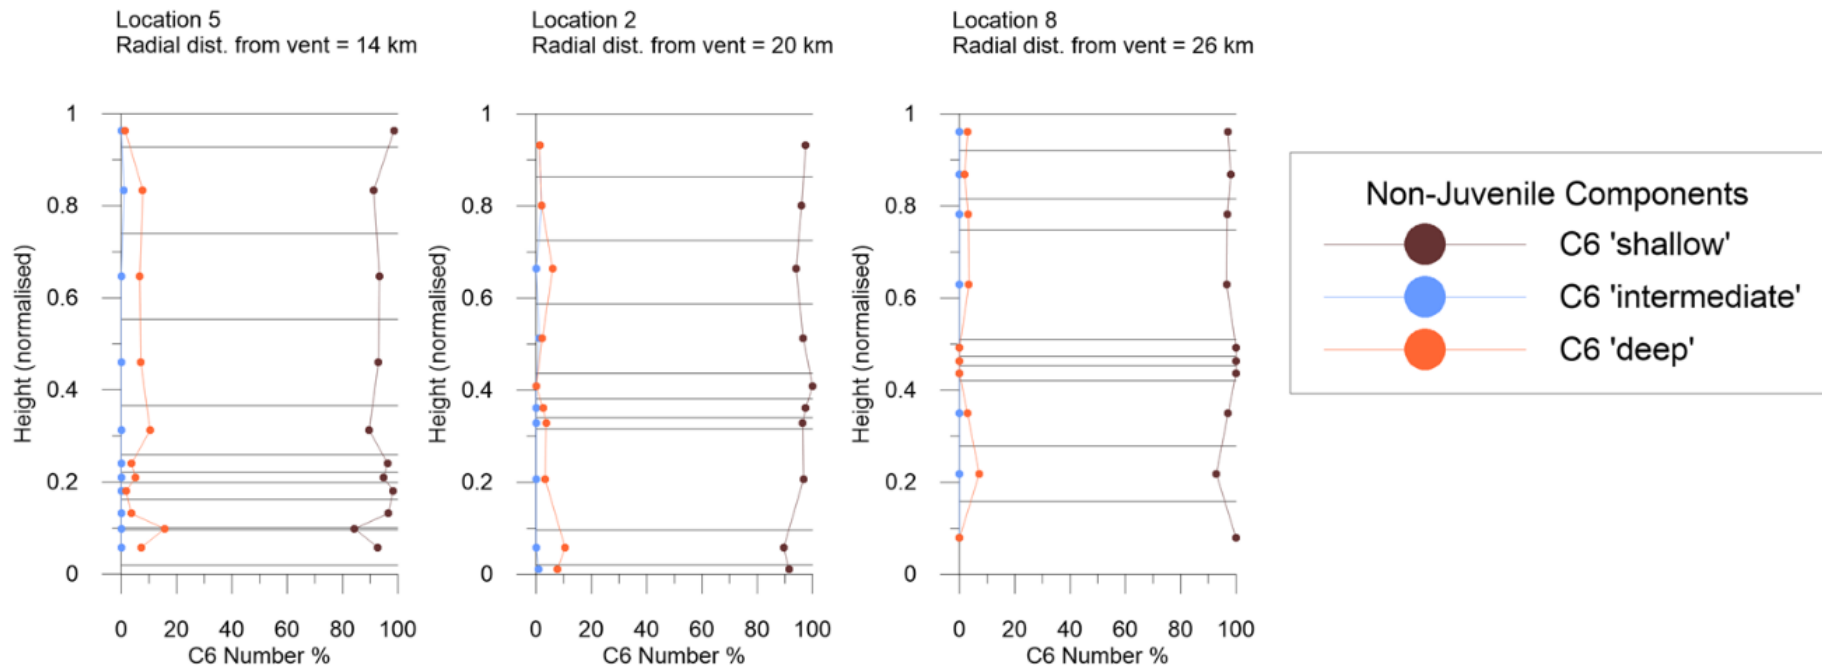 Location 5
Radial dist. from vent = 14 km
Location 2
Radial dist. from vent = 20 km
Location 8
Radial dist. from vent = 26 km
1
0.8
0.6
0.4
0.2
0
Height (normalised)
0 20 40 60 80 100
C6 Number %
1
0.8
0.6
0.4
0.2
0
Height (normalised)
0 20 40 60 80 100
C6 Number %
1
0.8
0.6
0.4
0.2
0
Height (normalised)
0 20 40 60 80 100
C6 Number %
Non-Juvenile Components
C6 'shallow'
C6 'intermediate'
C6 'deep'